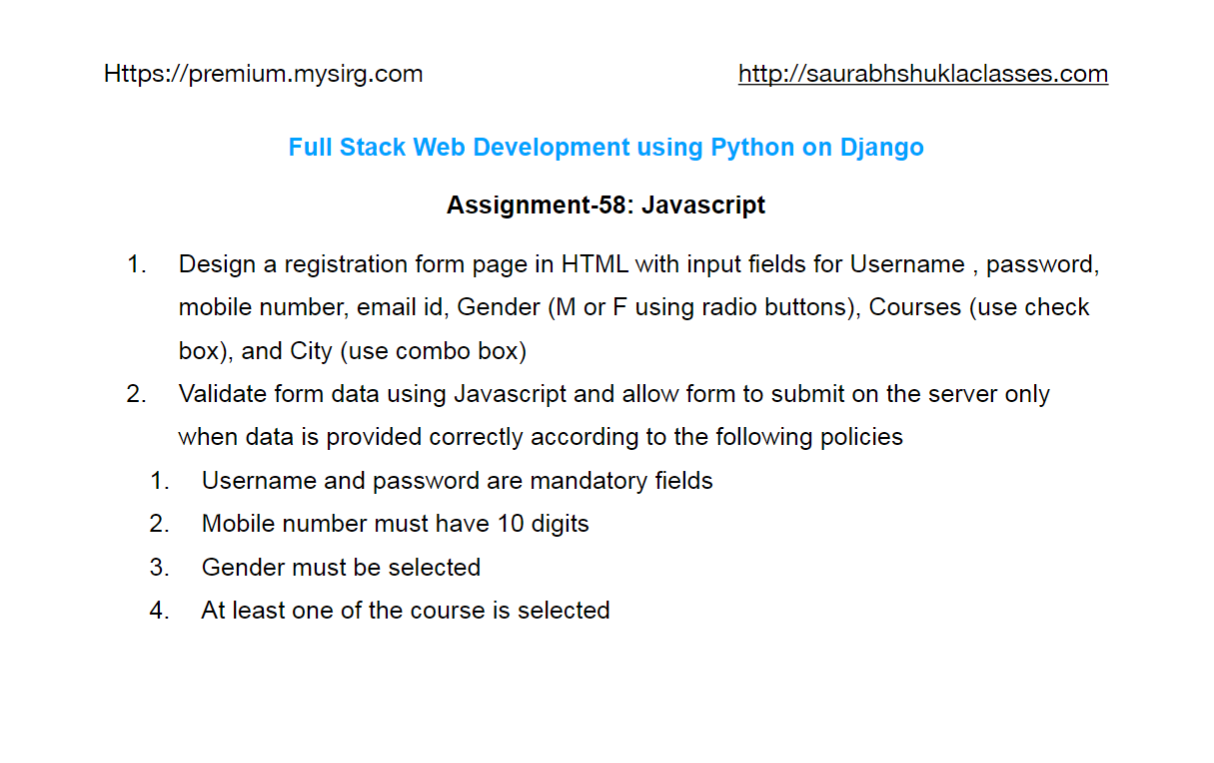 Https://premium.mysirg.com http://saurabhshuklaclasses.com
Full Stack Web Development using Python on Django
Assignment-58: Javascript
1. Design a registration form page in HTML with input fields for Username , password,
mobile number, email id, Gender (M or F using radio buttons), Courses (use check
box), and City (use combo box)
2. Validate form data using Javascript and allow form to submit on the server only
when data is provided correctly according to the following policies
1. Username and password are mandatory fields
2. Mobile number must have 10 digits
3. Gender must be selected
4. At least one of the course is selected